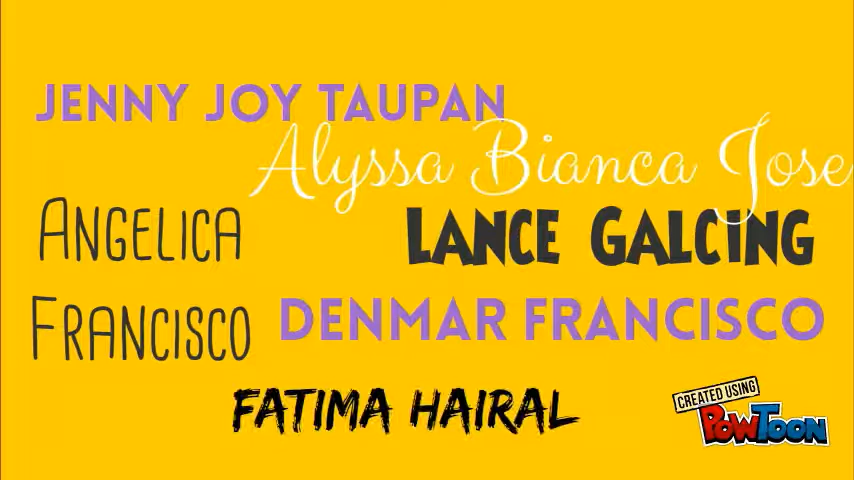 JENNY JOY TAUPAN
Alyssa Bianca Jose
ANGELICA
FRANCISCO
LANCE GALCING
DENMAR FRANCISCO
FATIMA HAIRAL
CREATED USING
POWTOON